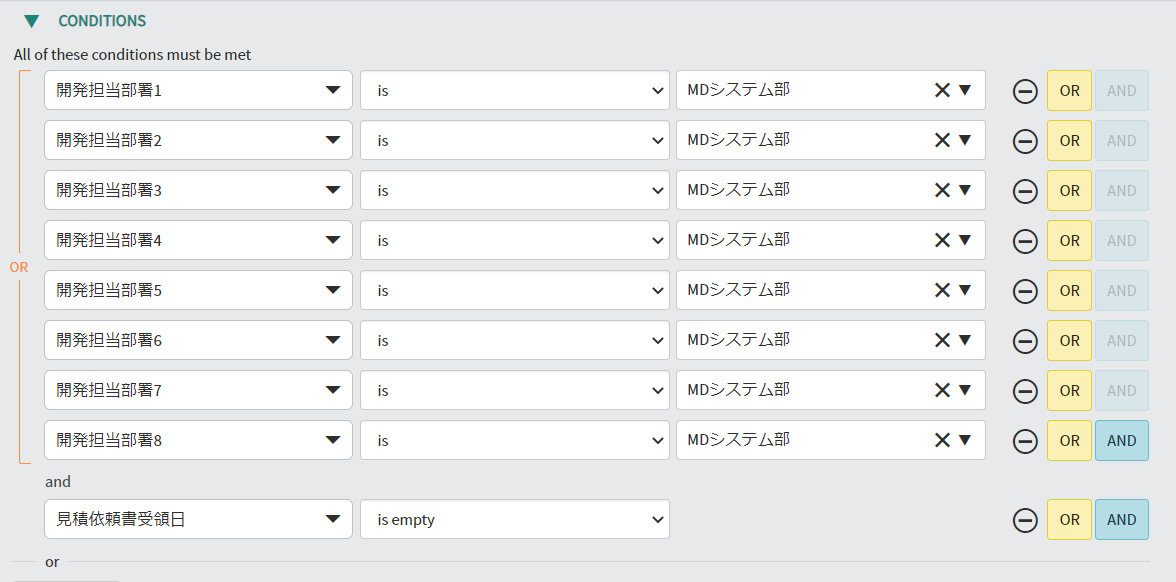 CONDITIONS
All of these conditions must be met
開発担当部署1 is MDシステム部 OR AND
開発担当部署2 is MDシステム部 OR AND
開発担当部署3 is MDシステム部 OR AND
開発担当部署4 is MDシステム部 OR AND
OR
開発担当部署5 is MDシステム部 OR AND
開発担当部署6 is MDシステム部 OR AND
開発担当部署7 is MDシステム部 OR AND
開発担当部署8 is MDシステム部 OR AND
and
見積依頼書受領日 is empty OR AND
or